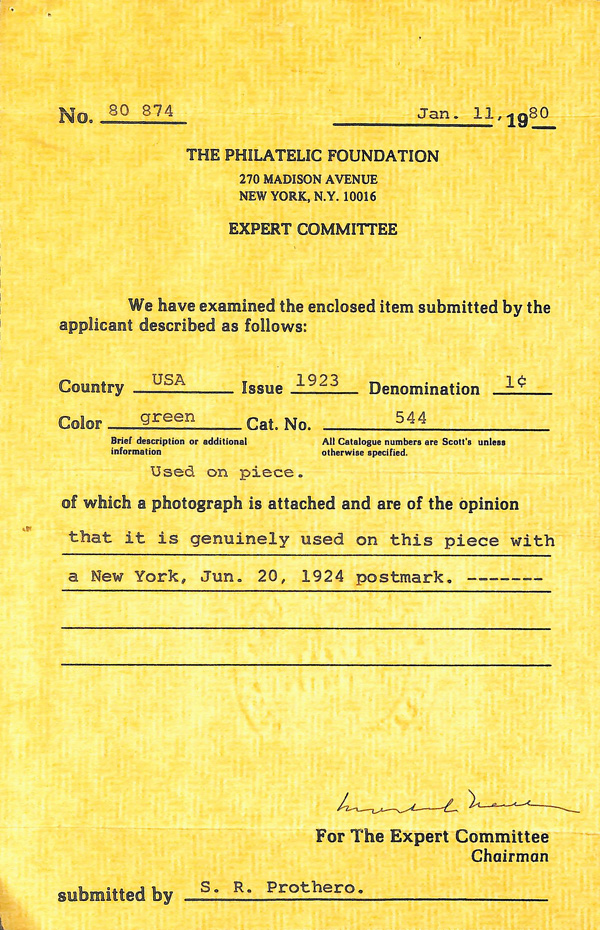 No. 80 874 Jan. 11, 1980
THE PHILATELIC FOUNDATION
270 MADISON AVENUE
NEW YORK, N.Y. 10016
EXPERT COMMITTEE
We have examined the enclosed item submitted by the
applicant described as follows:
Country USA Issue 1923 Denomination 1¢
Color green Cat. No. 544
Brief description or additional All Catalogue numbers are Scott's unless
information otherwise specified.
Used on piece.
of which a photograph is attached and are of the opinion
that it is genuinely used on this piece with
a New York, Jun. 20, 1924 postmark. -------
For The Expert Committee
Chairman
submitted by S. R. Prothero.